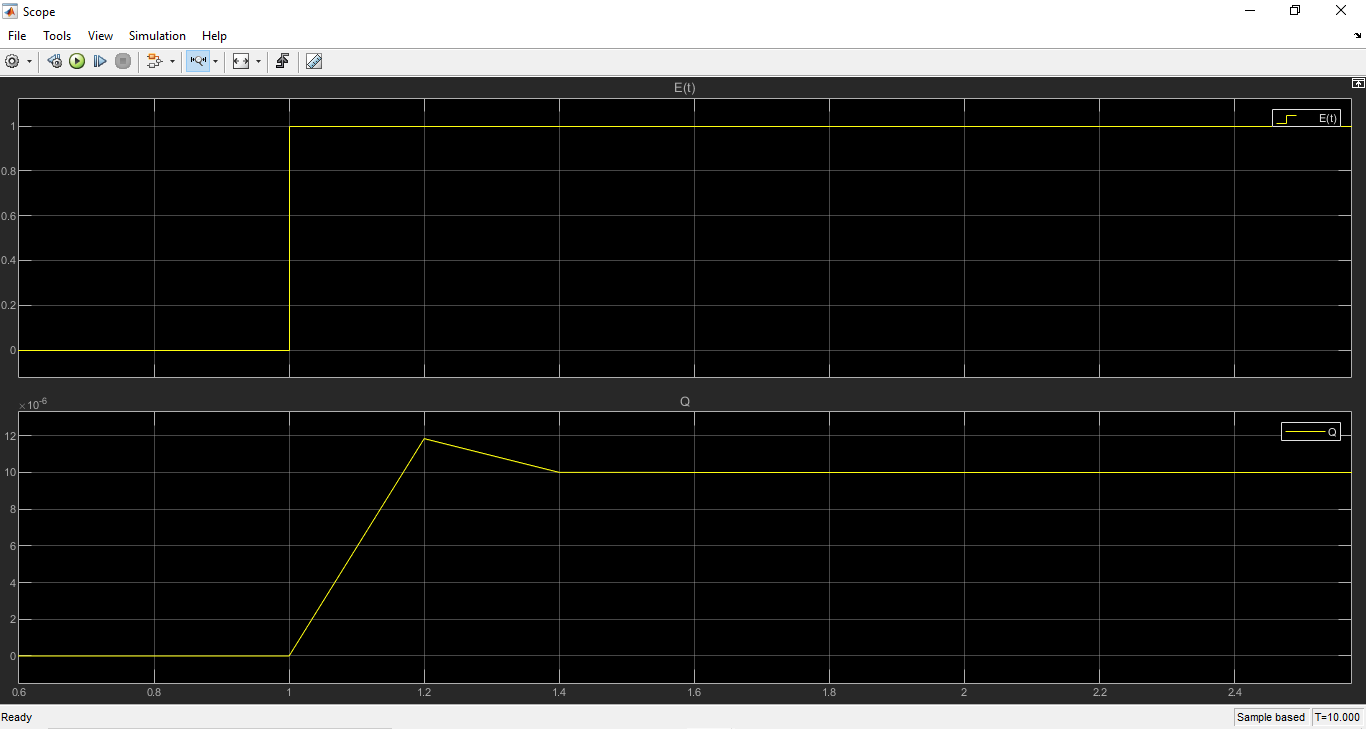 Scope
File Tools View Simulation Help
E(t)
E(t)
1
0.8
0.6
0.4
0.2
0
×10-6
Q
Q
12
10
8
6
4
2
0
0.6 0.8 1 1.2 1.4 1.6 1.8 2 2.2 2.4
Ready Sample based T=10.000